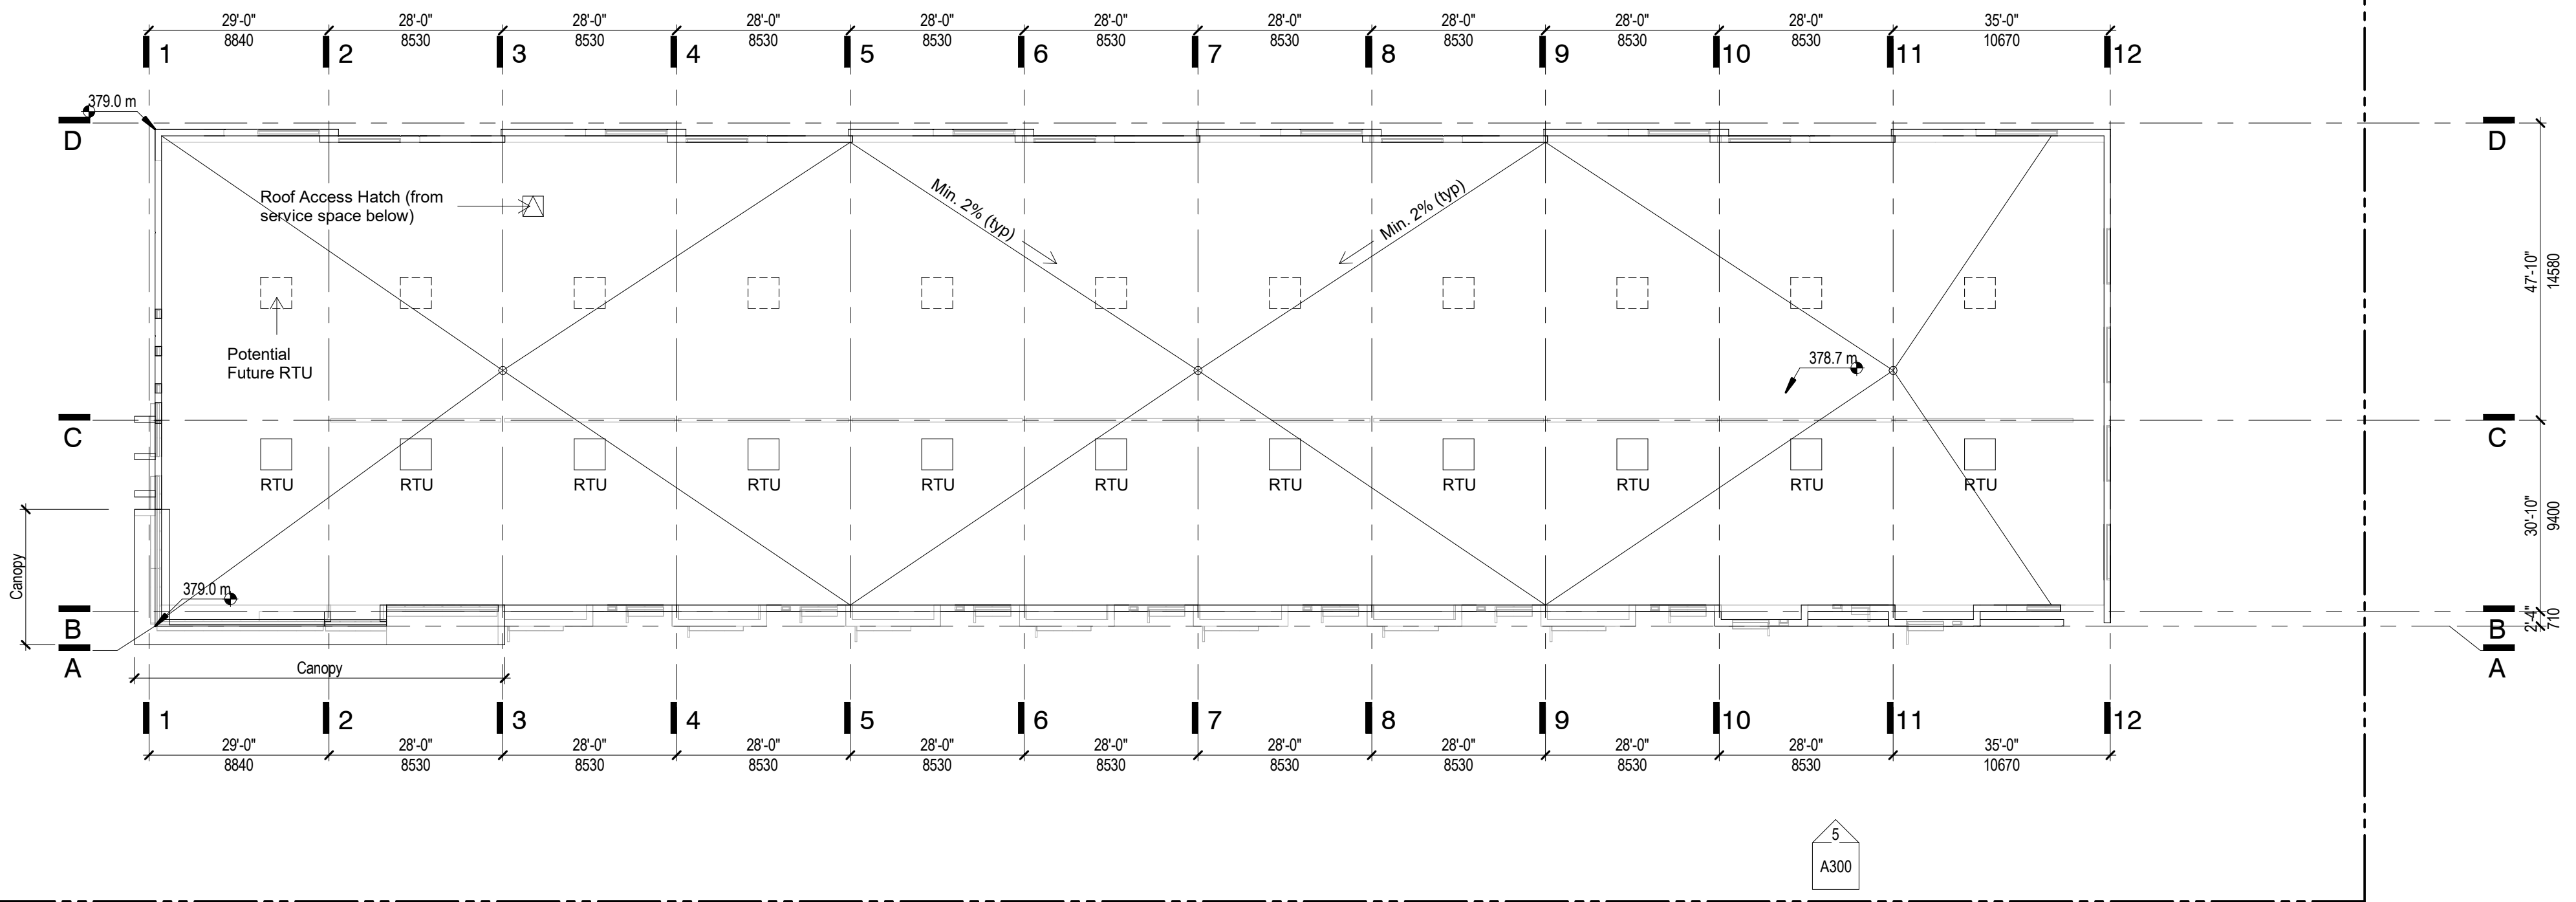 29'-0" 28'-0" 28'-0" 28'-0" 28'-0" 28'-0" 28'-0" 28'-0" 28'-0" 28'-0" 35'-0"
8840 8530 8530 8530 8530 8530 8530 8530 8530 8530 10670
1 2 3 4 5 6 7 8 9 10 11 12
379.0 m
D D
Roof Access Hatch (from
service space below)
Min. 2% (typ)
Min. 2% (typ)
47'-10"
14580
Potential
Future RTU
378.7 m
C C
RTU RTU RTU RTU RTU RTU RTU RTU RTU RTU RTU
30'-10"
9400
Canopy
379.0 m
B B
2'-4"
710
A A
Canopy
1 2 3 4 5 6 7 8 9 10 11 12
29'-0" 28'-0" 28'-0" 28'-0" 28'-0" 28'-0" 28'-0" 28'-0" 28'-0" 28'-0" 35'-0"
8840 8530 8530 8530 8530 8530 8530 8530 8530 8530 10670
5
A300